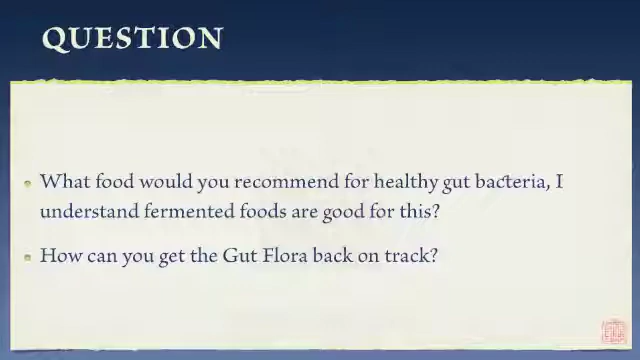 QUESTION
What food would you recommend for healthy gut bacteria, I
understand fermented foods are good for this?
How can you get the Gut Flora back on track?